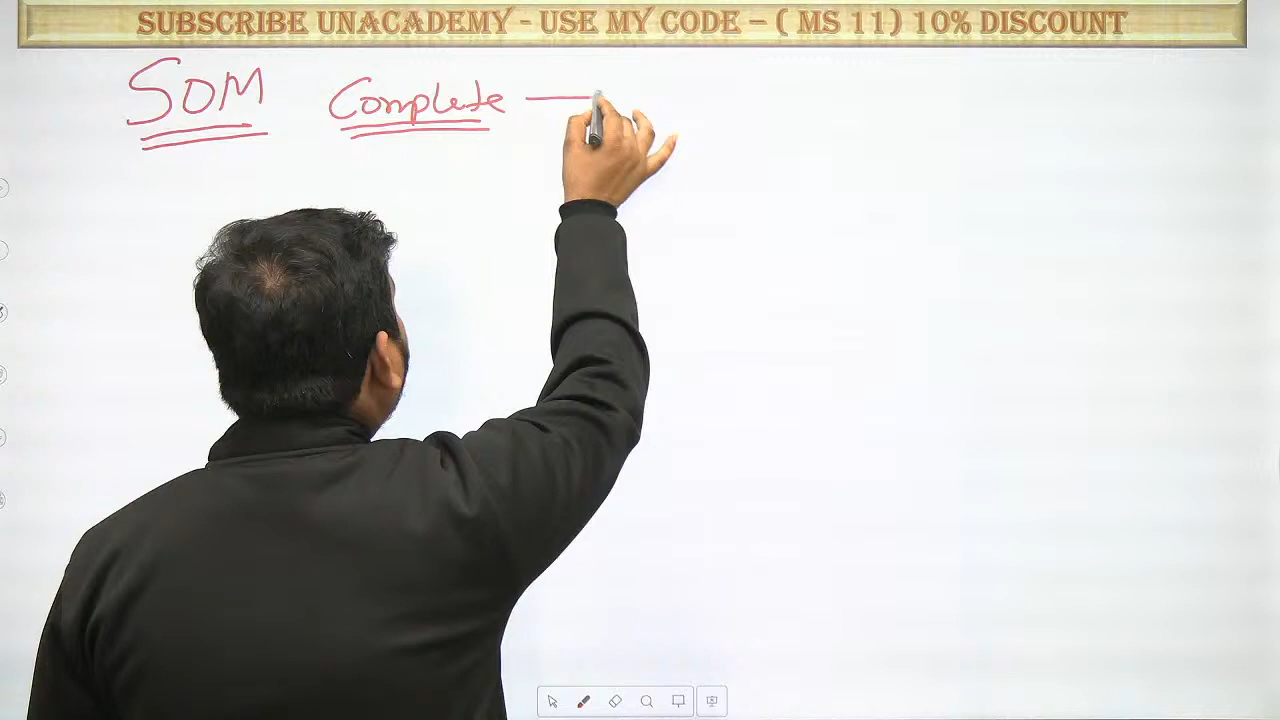 SUBSCRIBE UNACADEMY - USE MY CODE – ( MS 11) 10% DISCOUNT
SOM Complete —